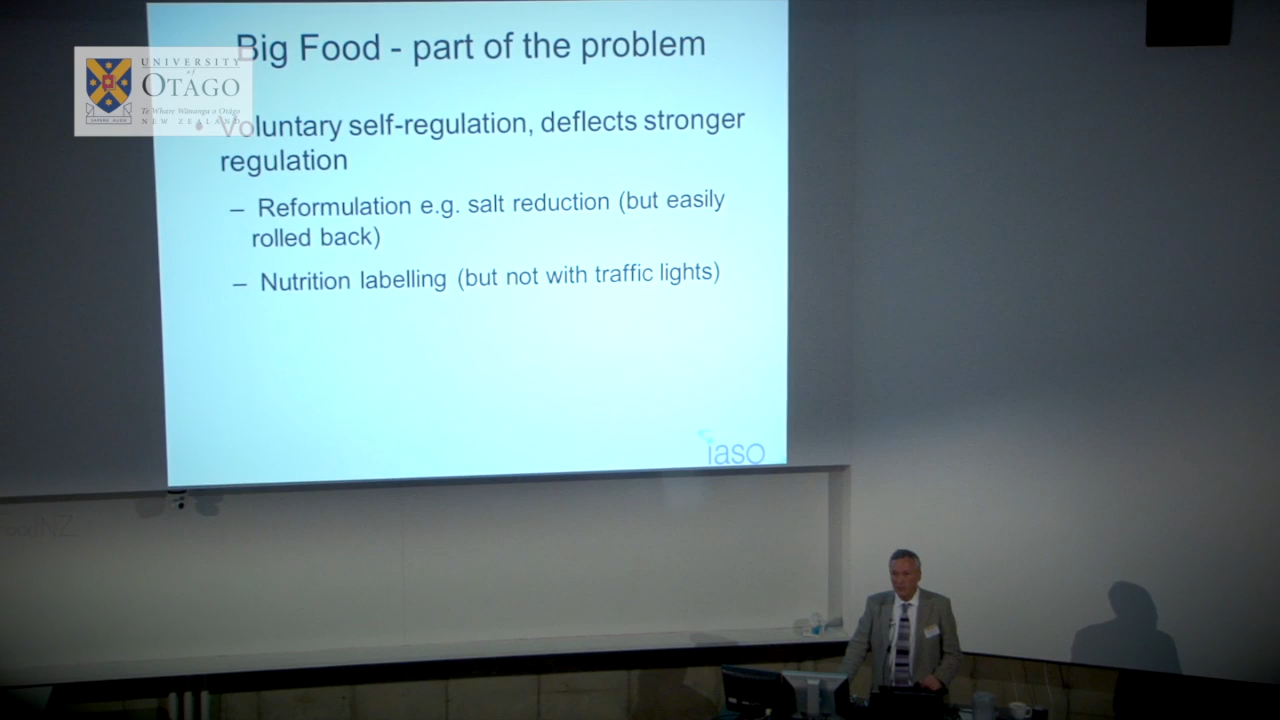 Big Food - part of the problem
UNIVERSITY
of
OTAGO
Te Whare Wānanga o Otāgo
NEW ZEALAND
• Voluntary self-regulation, deflects stronger
regulation
– Reformulation e.g. salt reduction (but easily
rolled back)
– Nutrition labelling (but not with traffic lights)
iaso